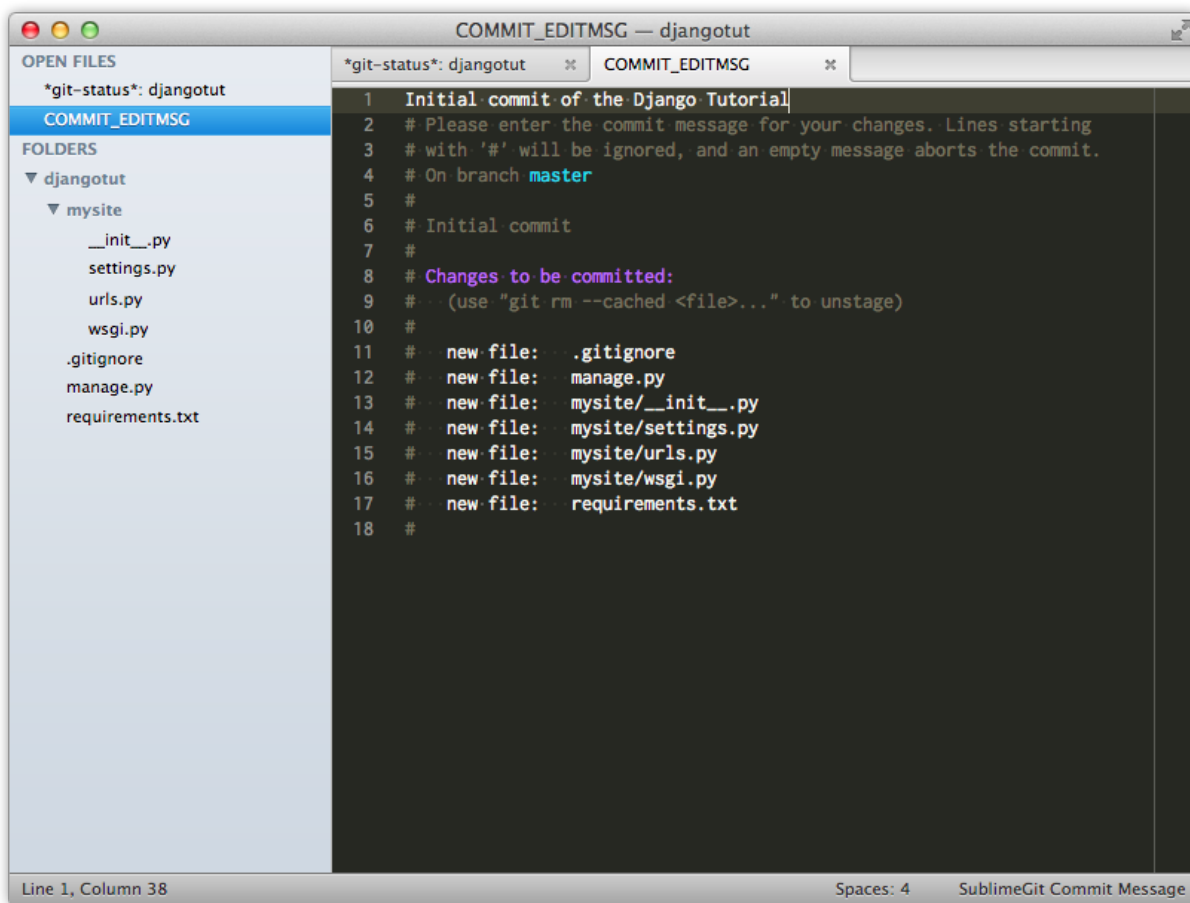 COMMIT_EDITMSG — djangotut
OPEN FILES
*git-status*: djangotut
COMMIT_EDITMSG
FOLDERS
djangotut
mysite
__init__.py
settings.py
urls.py
wsgi.py
.gitignore
manage.py
requirements.txt
*git-status*: djangotut
COMMIT_EDITMSG
1 Initial commit of the Django Tutorial
2 # Please enter the commit message for your changes. Lines starting
3 # with '#' will be ignored, and an empty message aborts the commit.
4 # On branch master
5 #
6 # Initial commit
7 #
8 # Changes to be committed:
9 #   (use "git rm --cached <file>..." to unstage)
10 #
11 #   new file:   .gitignore
12 #   new file:   manage.py
13 #   new file:   mysite/__init__.py
14 #   new file:   mysite/settings.py
15 #   new file:   mysite/urls.py
16 #   new file:   mysite/wsgi.py
17 #   new file:   requirements.txt
18 #
Line 1, Column 38
Spaces: 4
SublimeGit Commit Message